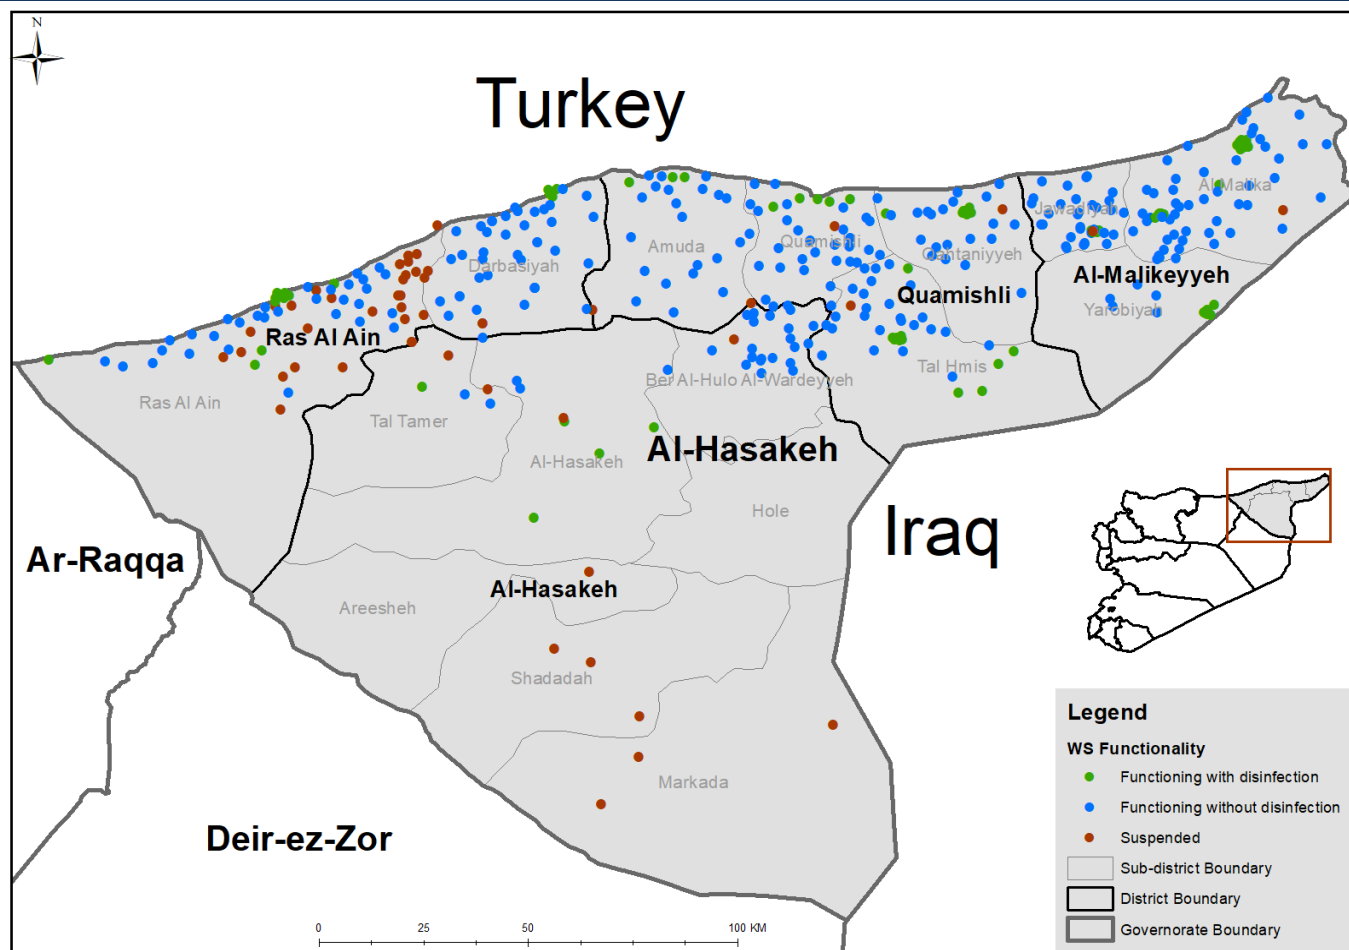 N
Turkey
Al-Malika
Jawadiyah
Amuda
Quamishli
Qahtaniyyeh
Darbasiyah
Al-Malikeyyeh
Quamishli
Yarobiyah
Ras Al Ain
Tal Hmis
Ber Al-Hulo Al-Wardeyyeh
Ras Al Ain
Tal Tamer
Al-Hasakeh
Al-Hasakeh
Hole
Iraq
Ar-Raqqa
Al-Hasakeh
Areesheh
Shadadah
Markada
Deir-ez-Zor
Legend
WS Functionality
Functioning with disinfection
Functioning without disinfection
Suspended
Sub-district Boundary
District Boundary
Governorate Boundary
0 25 50 100 KM